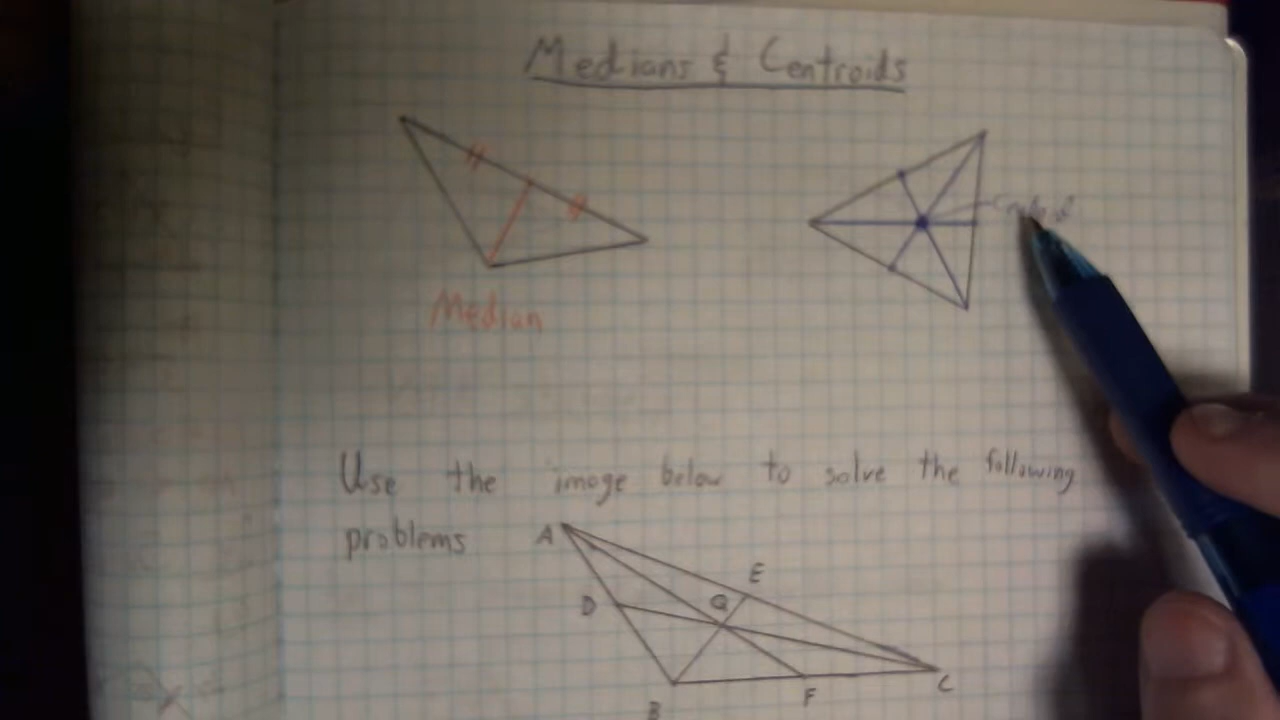 Medians & Centroids
Median
Use the image below to solve the following
problems
A
E
D
Q
B
F
C